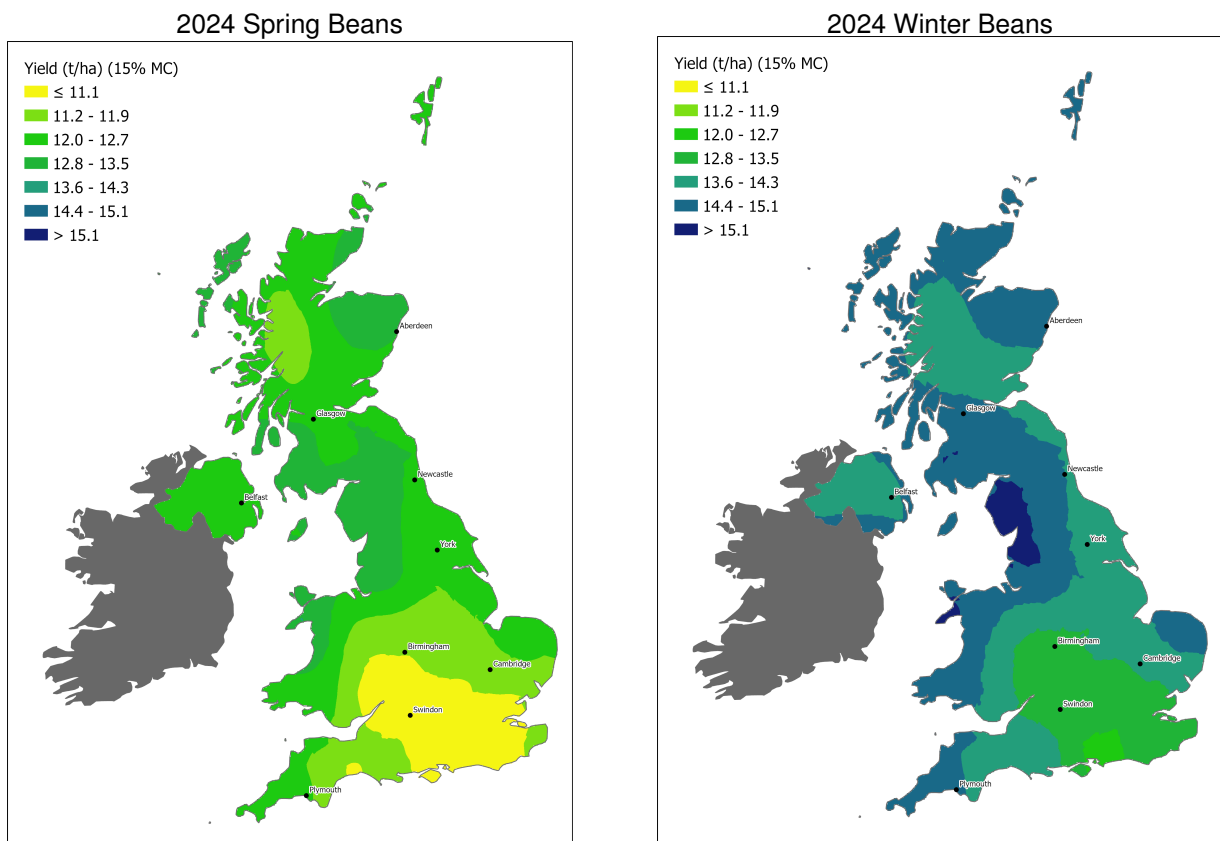 2024 Spring Beans
Yield (t/ha) (15% MC)
≤ 11.1
11.2 - 11.9
12.0 - 12.7
12.8 - 13.5
13.6 - 14.3
14.4 - 15.1
> 15.1
Aberdeen
Glasgow
Newcastle
Belfast
York
Birmingham
Cambridge
Swindon
Plymouth
2024 Winter Beans
Yield (t/ha) (15% MC)
≤ 11.1
11.2 - 11.9
12.0 - 12.7
12.8 - 13.5
13.6 - 14.3
14.4 - 15.1
> 15.1
Aberdeen
Glasgow
Newcastle
Belfast
York
Birmingham
Cambridge
Swindon
Plymouth